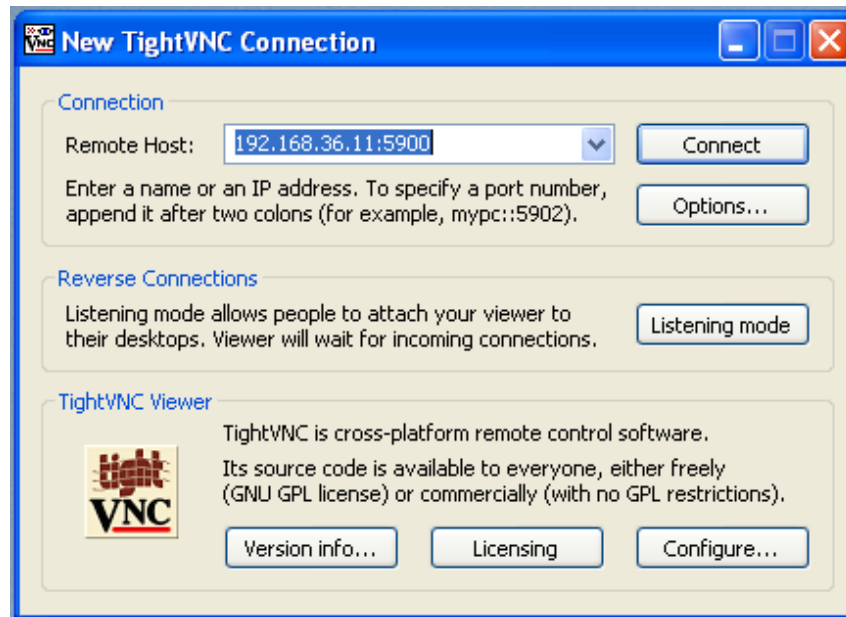 New TightVNC Connection
Connection
Remote Host: 192.168.36.11:5900
Connect
Enter a name or an IP address. To specify a port number,
append it after two colons (for example, mypc::5902).
Options...
Reverse Connections
Listening mode allows people to attach your viewer to
their desktops. Viewer will wait for incoming connections.
Listening mode
TightVNC Viewer
TightVNC is cross-platform remote control software.
Its source code is available to everyone, either freely
(GNU GPL license) or commercially (with no GPL restrictions).
tight
VNC
Version info...
Licensing
Configure...